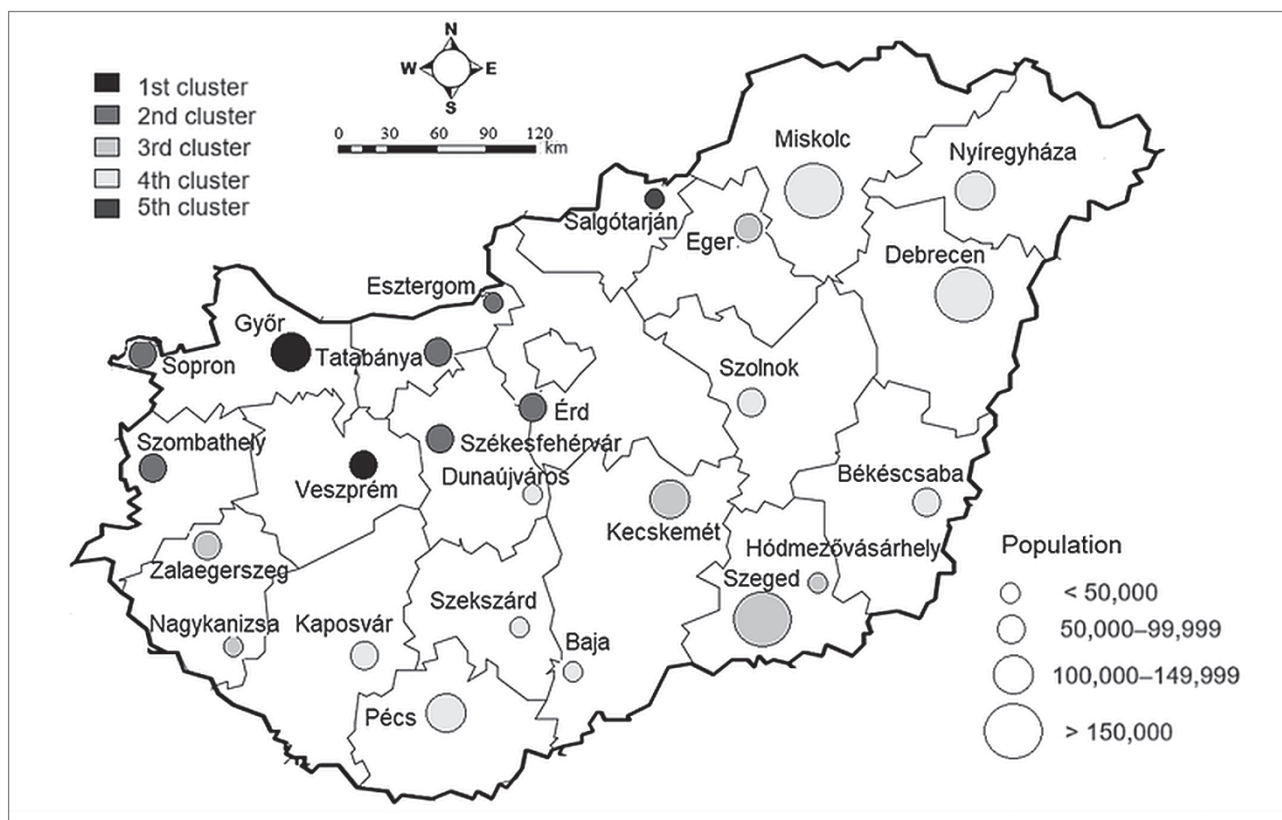 N
W E
S
1st cluster
2nd cluster
3rd cluster
4th cluster
5th cluster
0 30 60 90 120
km
Miskolc
Nyíregyháza
Salgótarján
Eger
Debrecen
Esztergom
Győr
Tatabánya
Sopron
Szolnok
Érd
Szombathely
Székesfehérvár
Dunaújváros
Veszprém
Békéscsaba
Kecskemét
Hódmezővásárhely
Zalaegerszeg
Szeged
Szekszárd
Nagykanizsa
Kaposvár
Baja
Pécs
Population
< 50,000
50,000–99,999
100,000–149,999
> 150,000